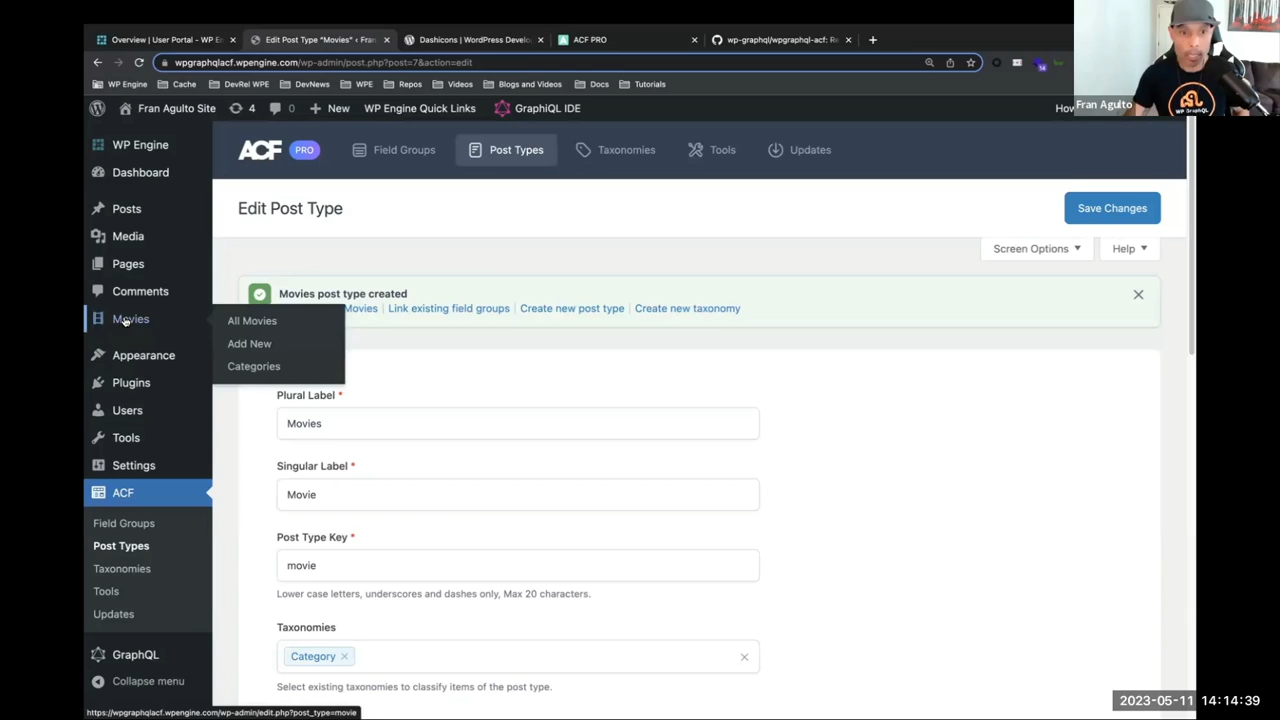 Overview | User Portal - WP En
Edit Post Type "Movies" ‹ Fran
Dashicons | WordPress Deve
ACF PRO
wp-graphql/wpgraphql-acf: Re
wpgraphqlacf.wpengine.com/wp-admin/post.php?post=7&action=edit
WP Engine
Cache
DevRel WPE
DevNews
WPE
Repos
Videos
Blogs and Videos
Docs
Tutorials
Fran Agulto Site
4
0
New
WP Engine Quick Links
GraphiQL IDE
How
Fran Agulto
WP GRAPHQL
WP Engine
Dashboard
Posts
Media
Pages
Comments
Movies
Appearance
Plugins
Users
Tools
Settings
ACF
Field Groups
Post Types
Taxonomies
Tools
Updates
GraphQL
Collapse menu
All Movies
Add New
Categories
ACF PRO
Field Groups
Post Types
Taxonomies
Tools
Updates
Edit Post Type
Save Changes
Screen Options
Help
Movies post type created
Movies | Link existing field groups | Create new post type | Create new taxonomy
Plural Label *
Movies
Singular Label *
Movie
Post Type Key *
movie
Lower case letters, underscores and dashes only, Max 20 characters.
Taxonomies
Category
Select existing taxonomies to classify items of the post type.
https://wpgraphqlacf.wpengine.com/wp-admin/edit.php?post_type=movie
2023-05-11 14:14:39